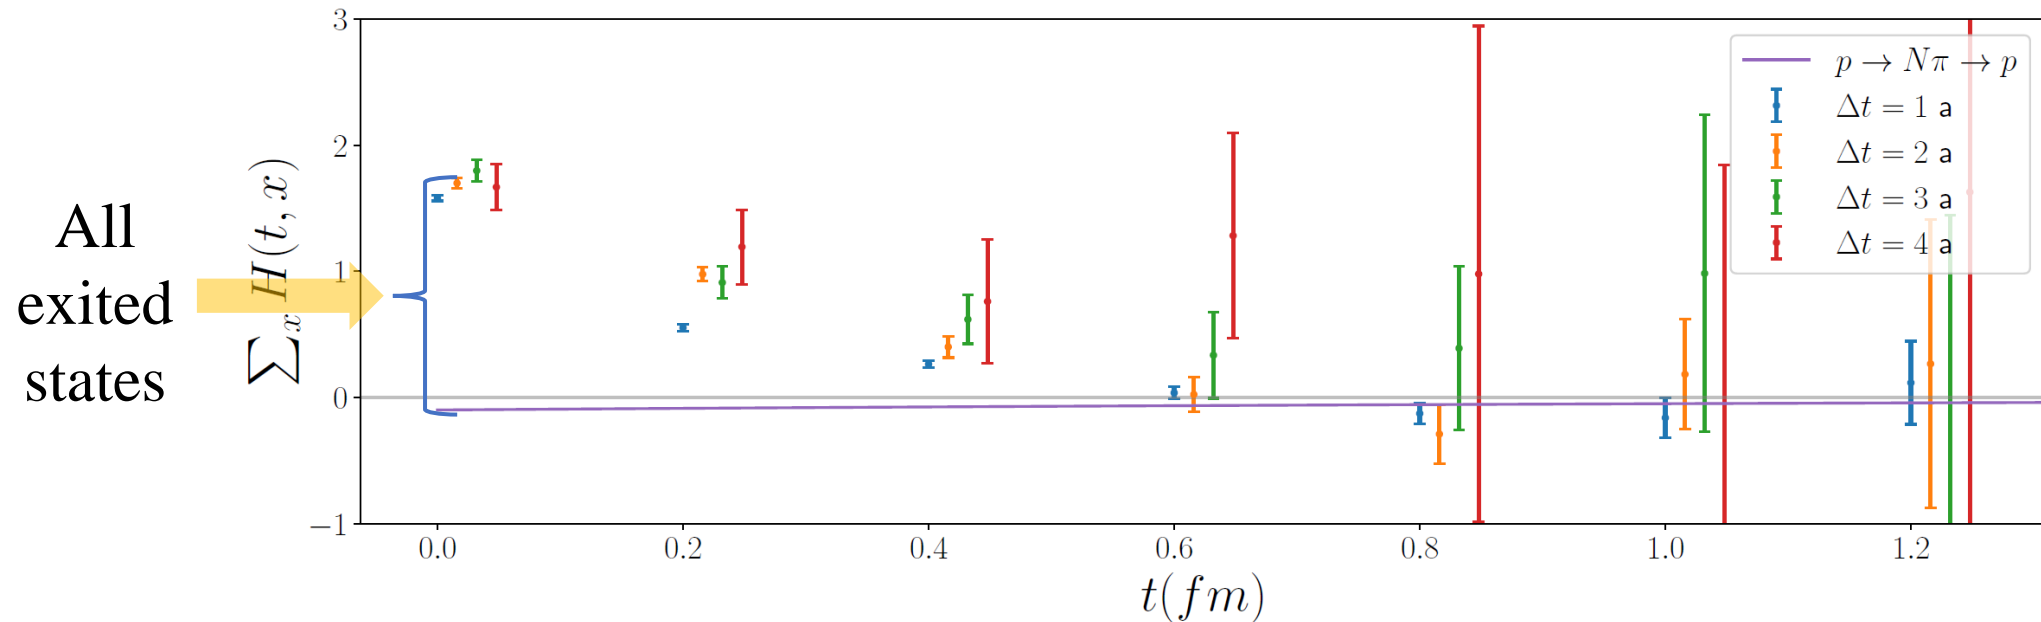 All
exited
states
∑_x H(t, x)
3
2
1
0
−1
0.0 0.2 0.4 0.6 0.8 1.0 1.2
t(fm)
p → Nπ → p
Δt = 1 a
Δt = 2 a
Δt = 3 a
Δt = 4 a